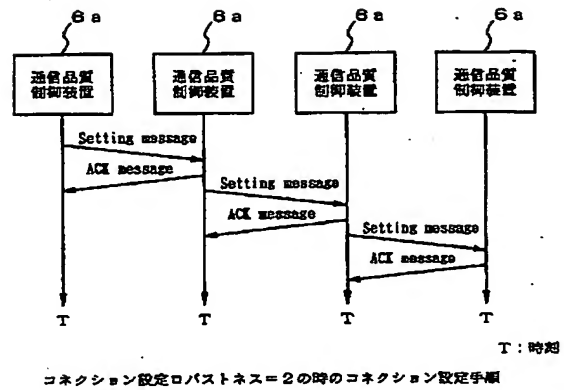 6a 6a 6a 6a
通信品質 通信品質 通信品質 通信品質
制御装置 制御装置 制御装置 制御装置
Setting message
ACK message
Setting message
ACK message
Setting message
ACK message
T T T T
T:時刻
コネクション設定ロバストネス=2の時のコネクション設定手順